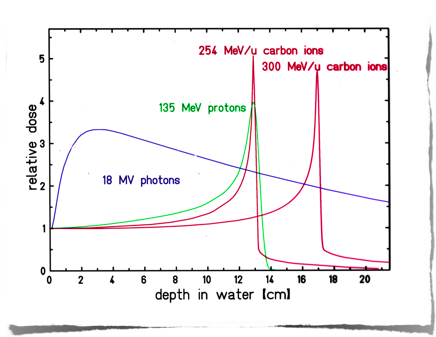 254 MeV/u carbon ions
300 MeV/u carbon ions
135 MeV protons
18 MV photons
relative dose
5
4
3
2
1
0
0 2 4 6 8 10 12 14 16 18 20
depth in water [cm]